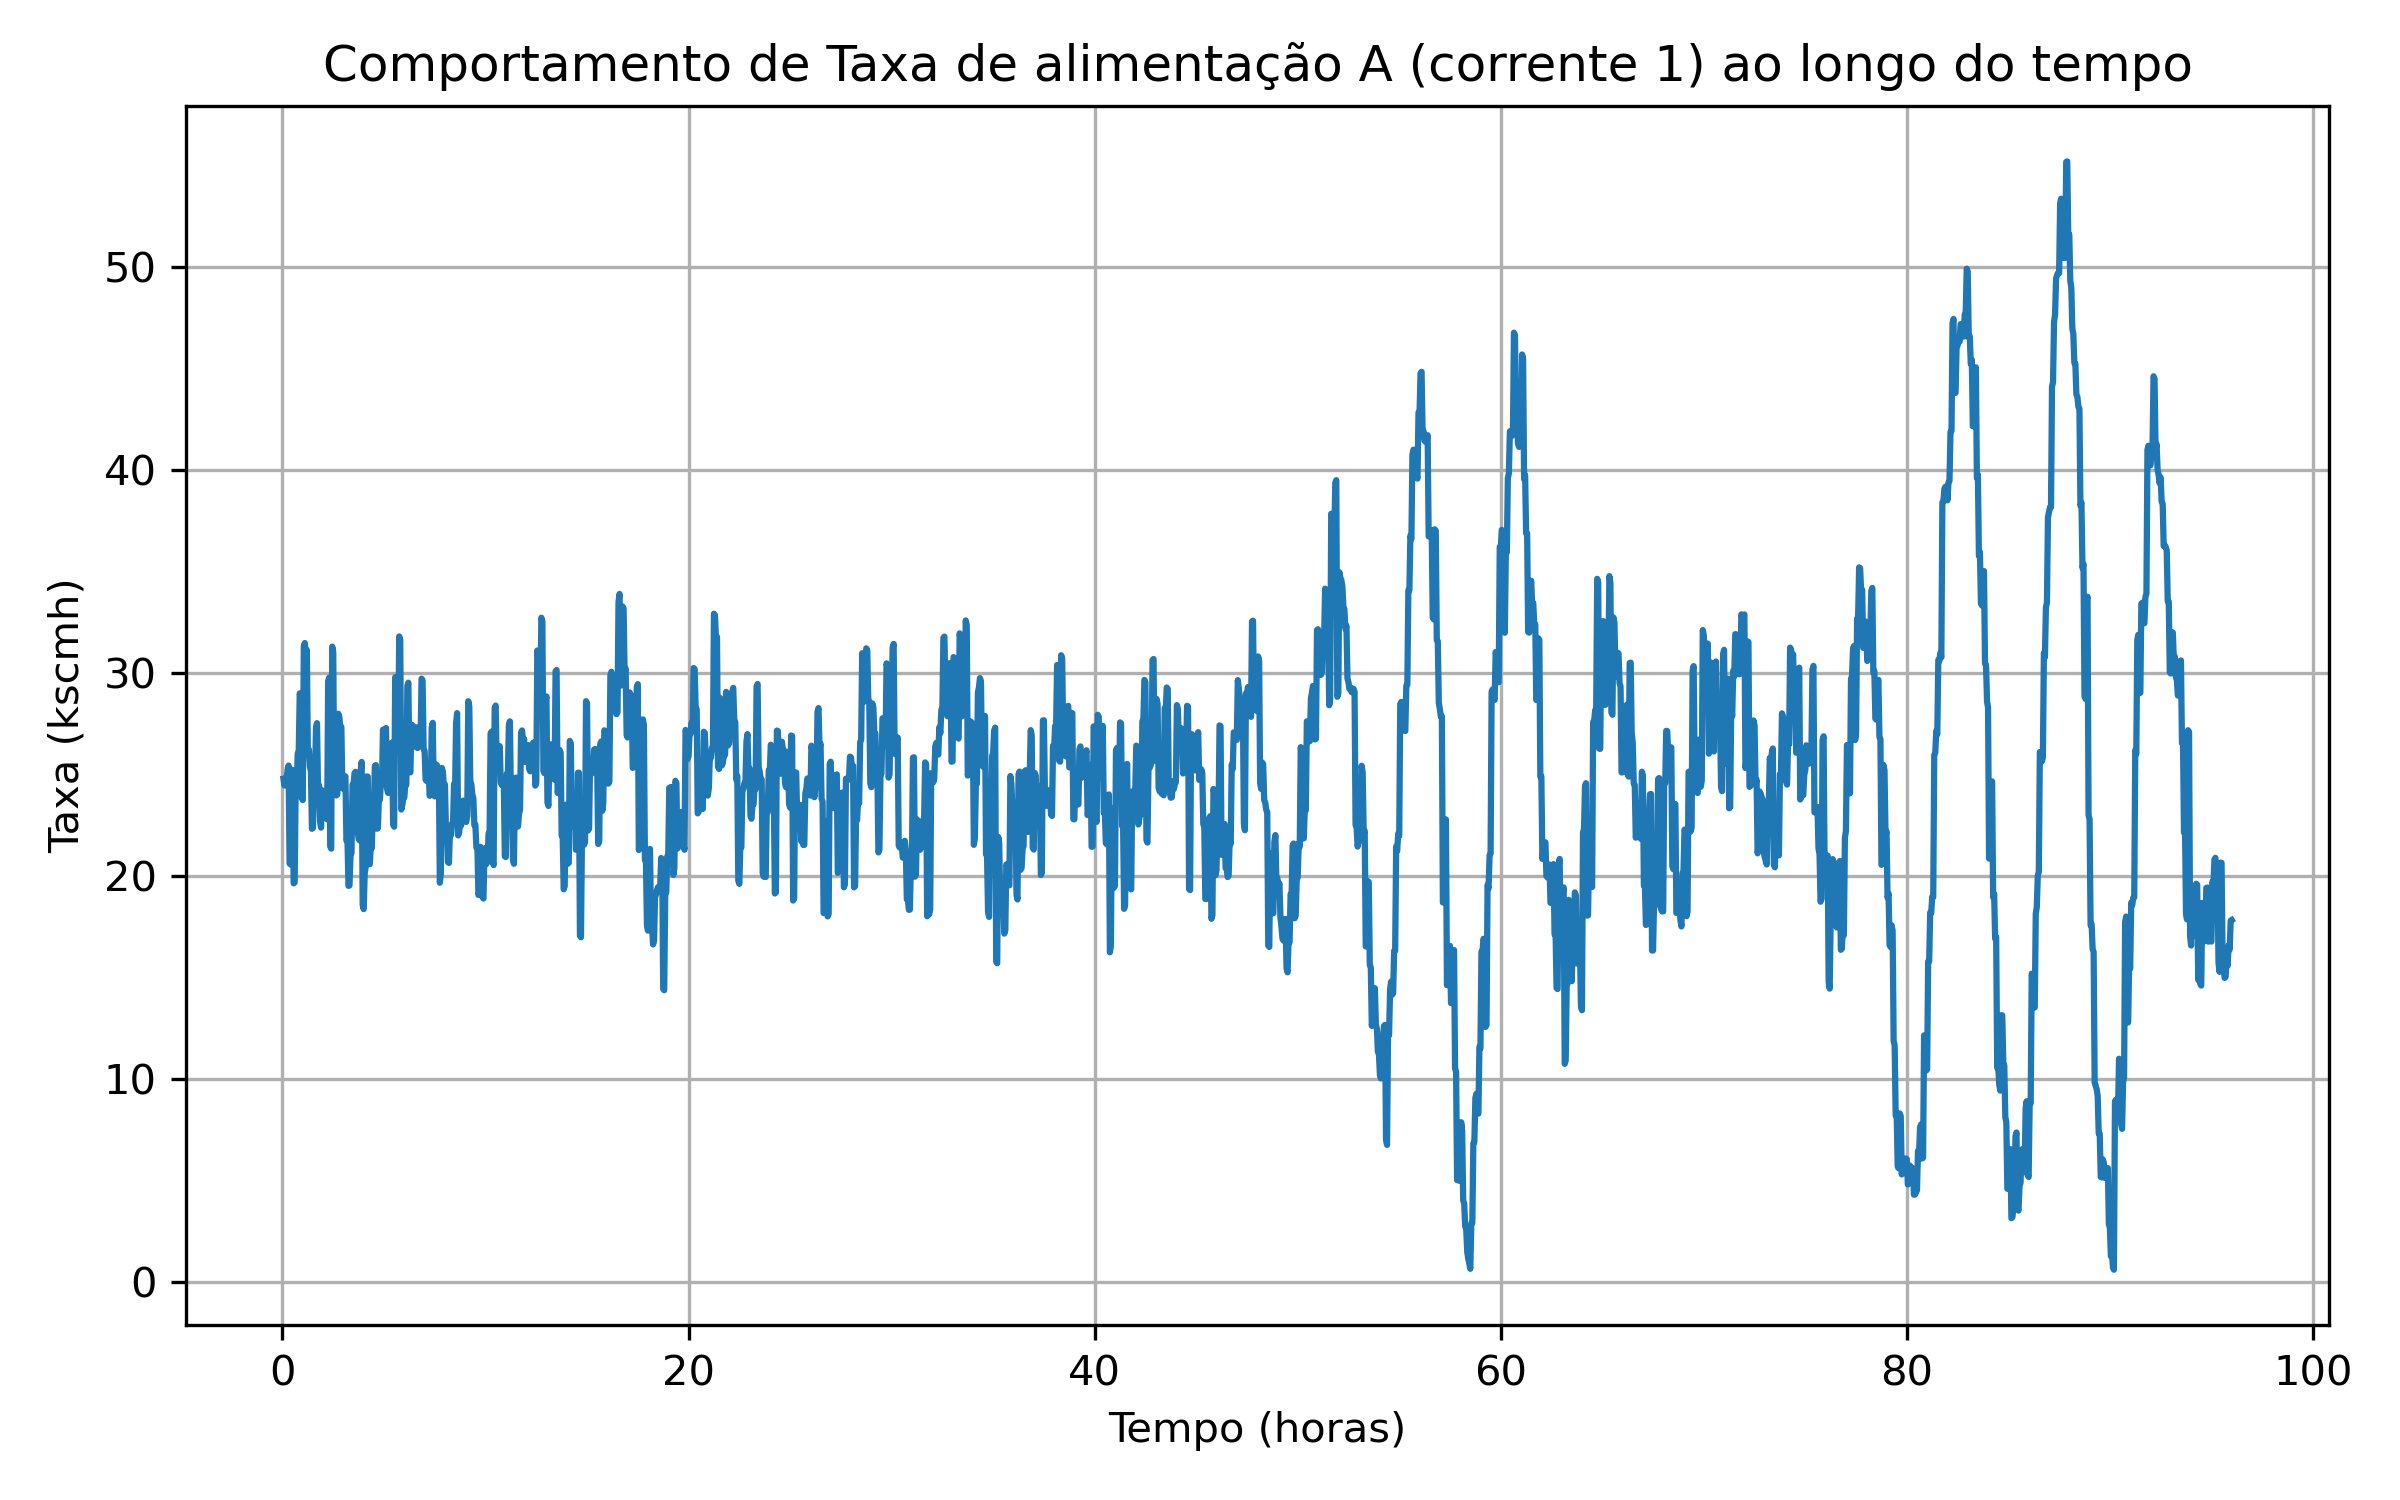 Comportamento de Taxa de alimentação A (corrente 1) ao longo do tempo
Taxa (kscmh)
50
40
30
20
10
0
0 20 40 60 80 100
Tempo (horas)